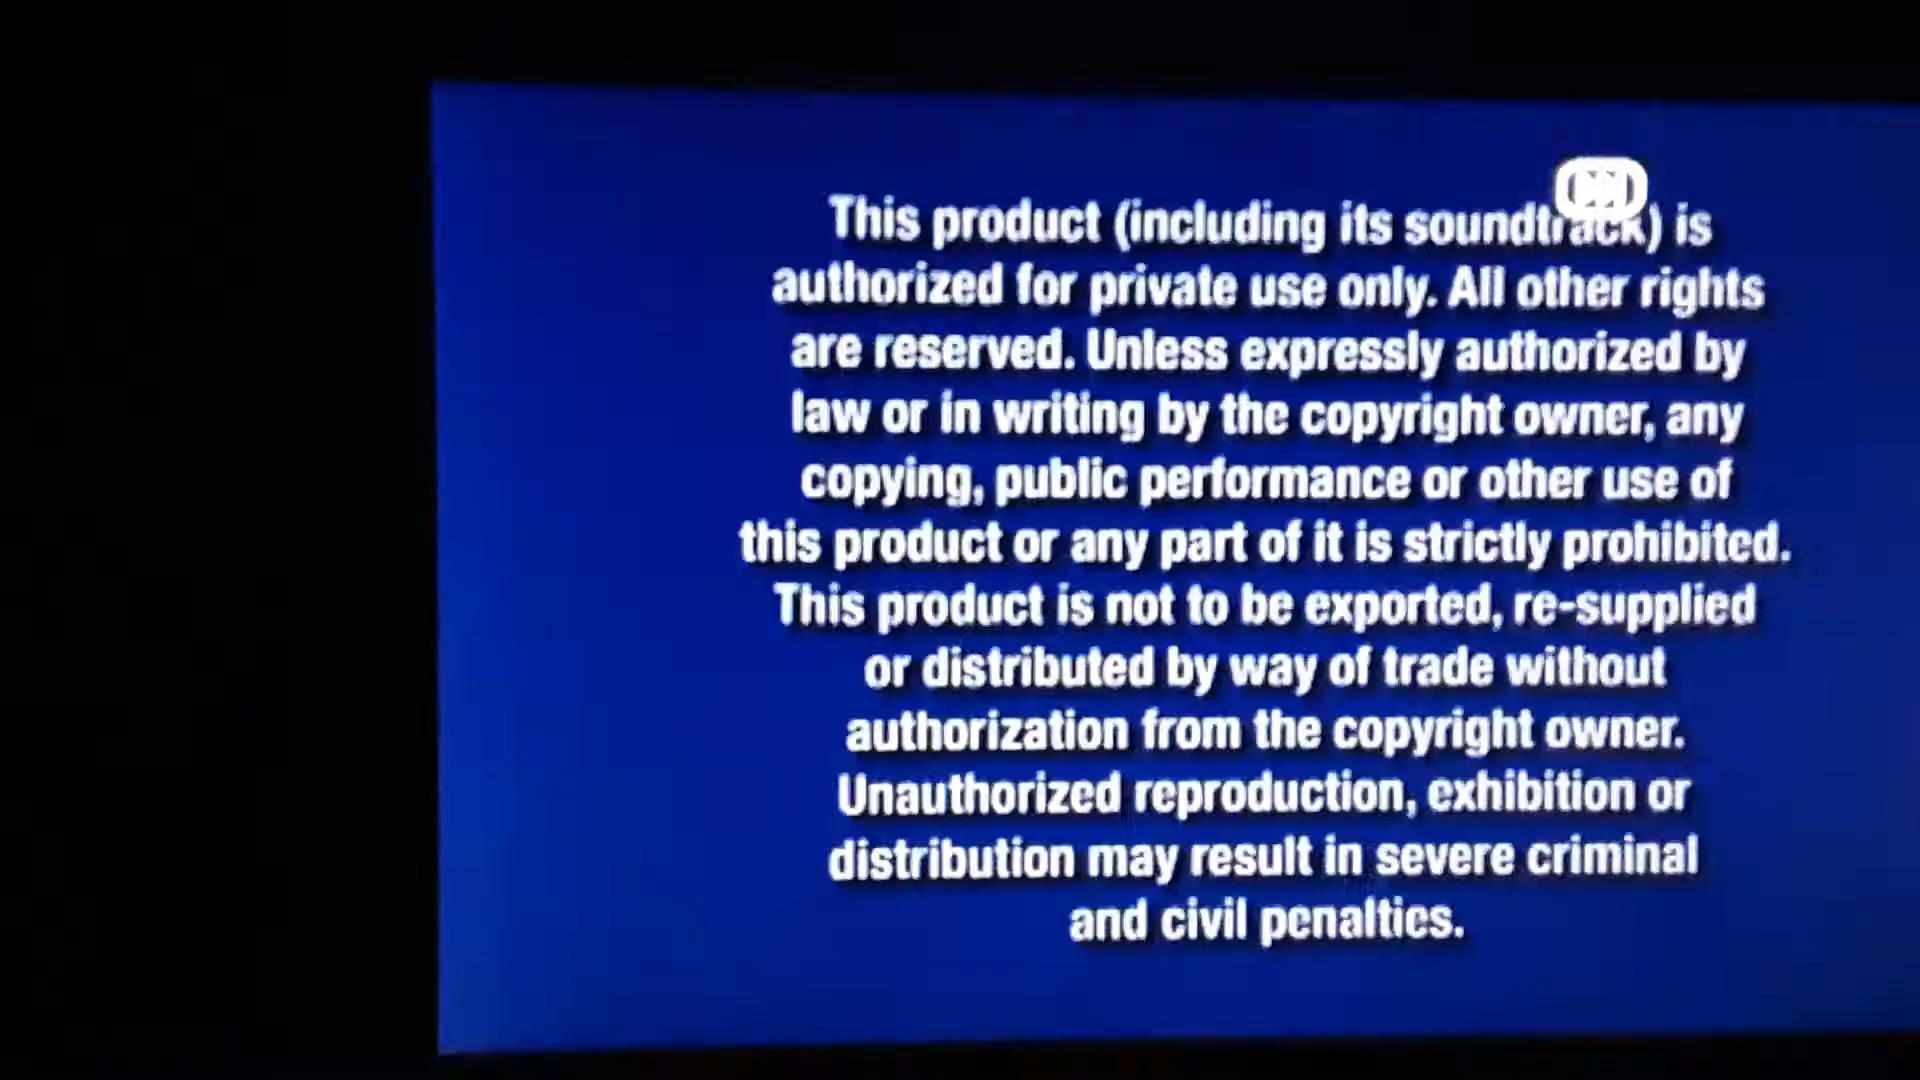 This product (including its soundtrack) is
authorized for private use only. All other rights
are reserved. Unless expressly authorized by
law or in writing by the copyright owner, any
copying, public performance or other use of
this product or any part of it is strictly prohibited.
This product is not to be exported, re-supplied
or distributed by way of trade without
authorization from the copyright owner.
Unauthorized reproduction, exhibition or
distribution may result in severe criminal
and civil penalties.